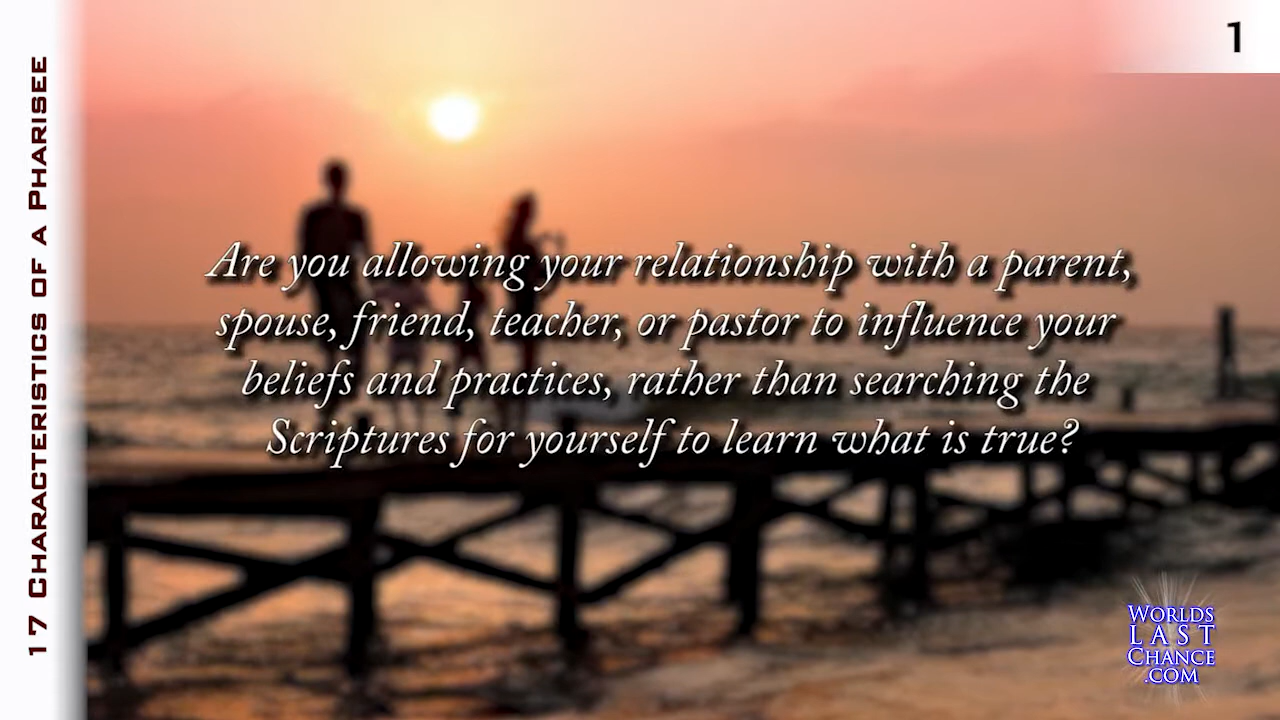 17 Characteristics of a Pharisee
1
Are you allowing your relationship with a parent,
spouse, friend, teacher, or pastor to influence your
beliefs and practices, rather than searching the
Scriptures for yourself to learn what is true?
Worlds
Last
Chance
.com